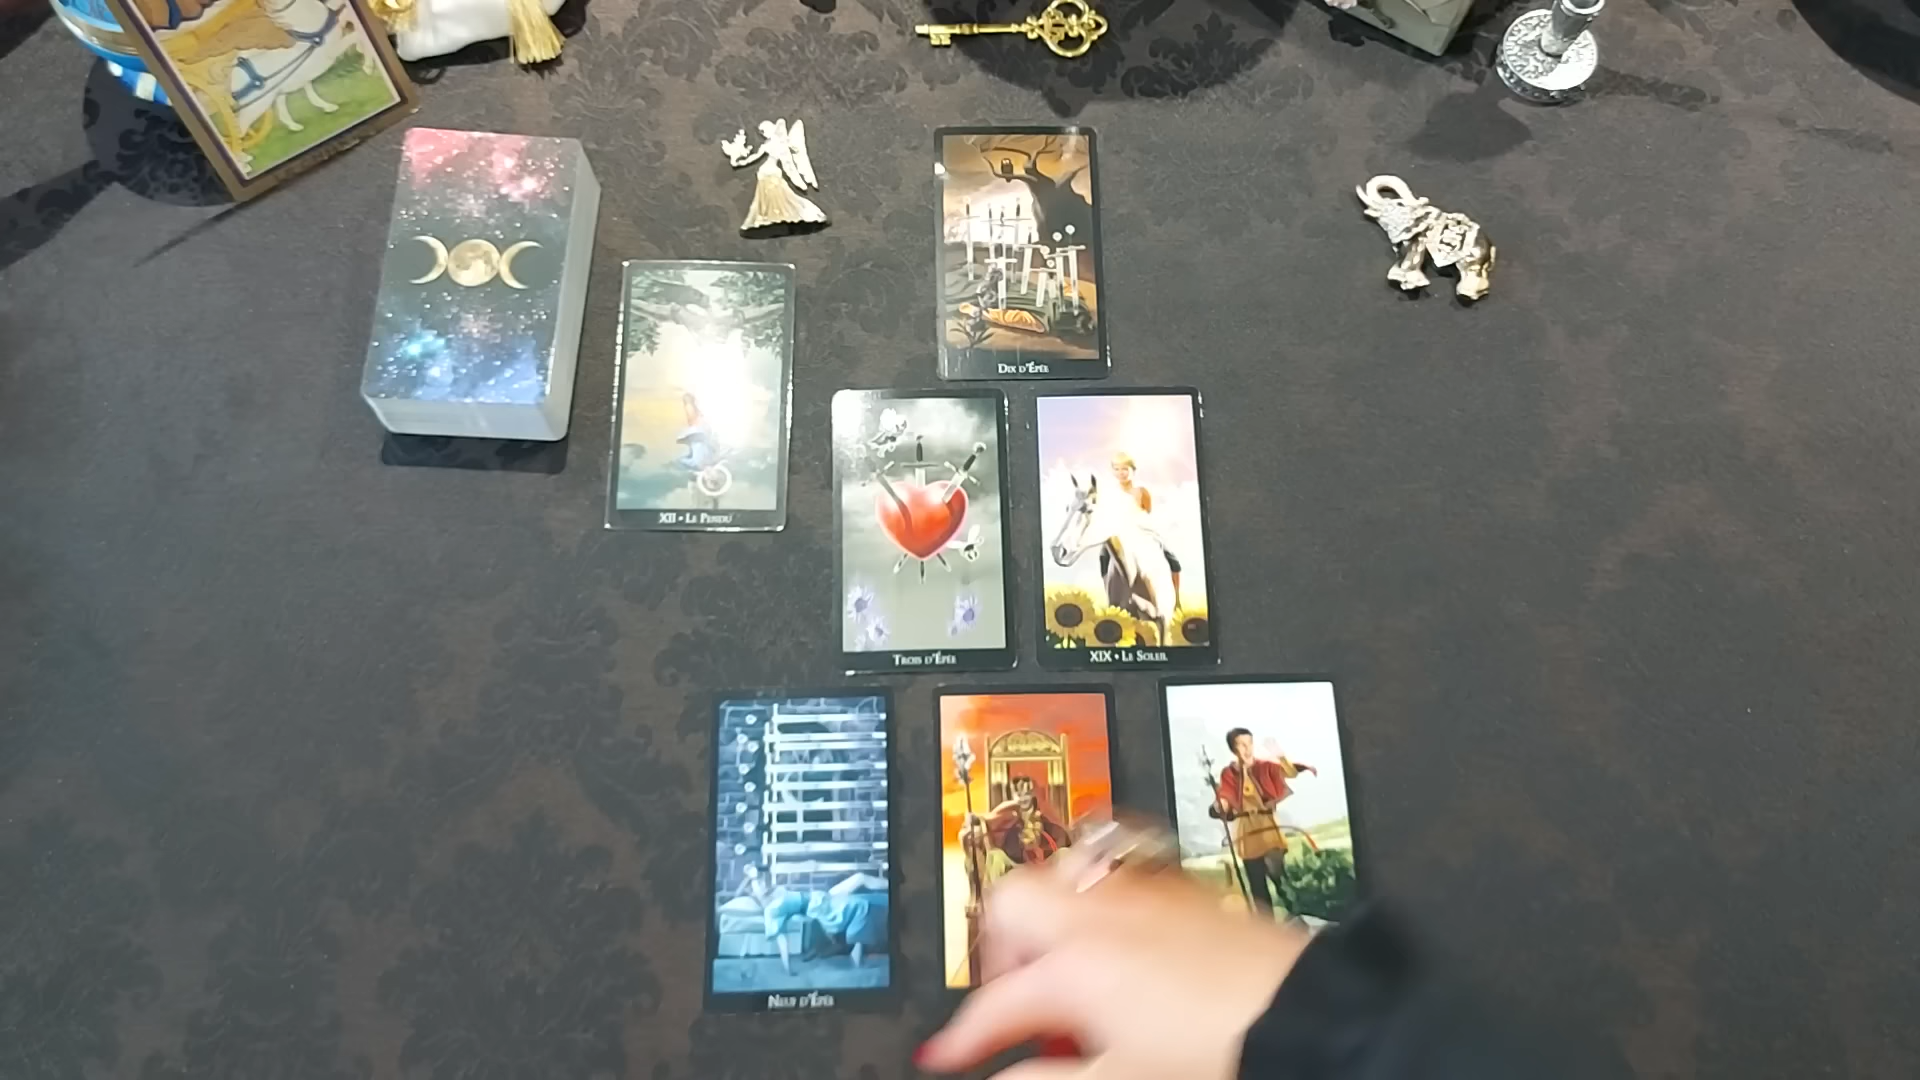 DIX D'ÉPÉE
XII • LE PENDU
TROIS D'ÉPÉE
XIX • LE SOLEIL
NEUF D'ÉPÉE